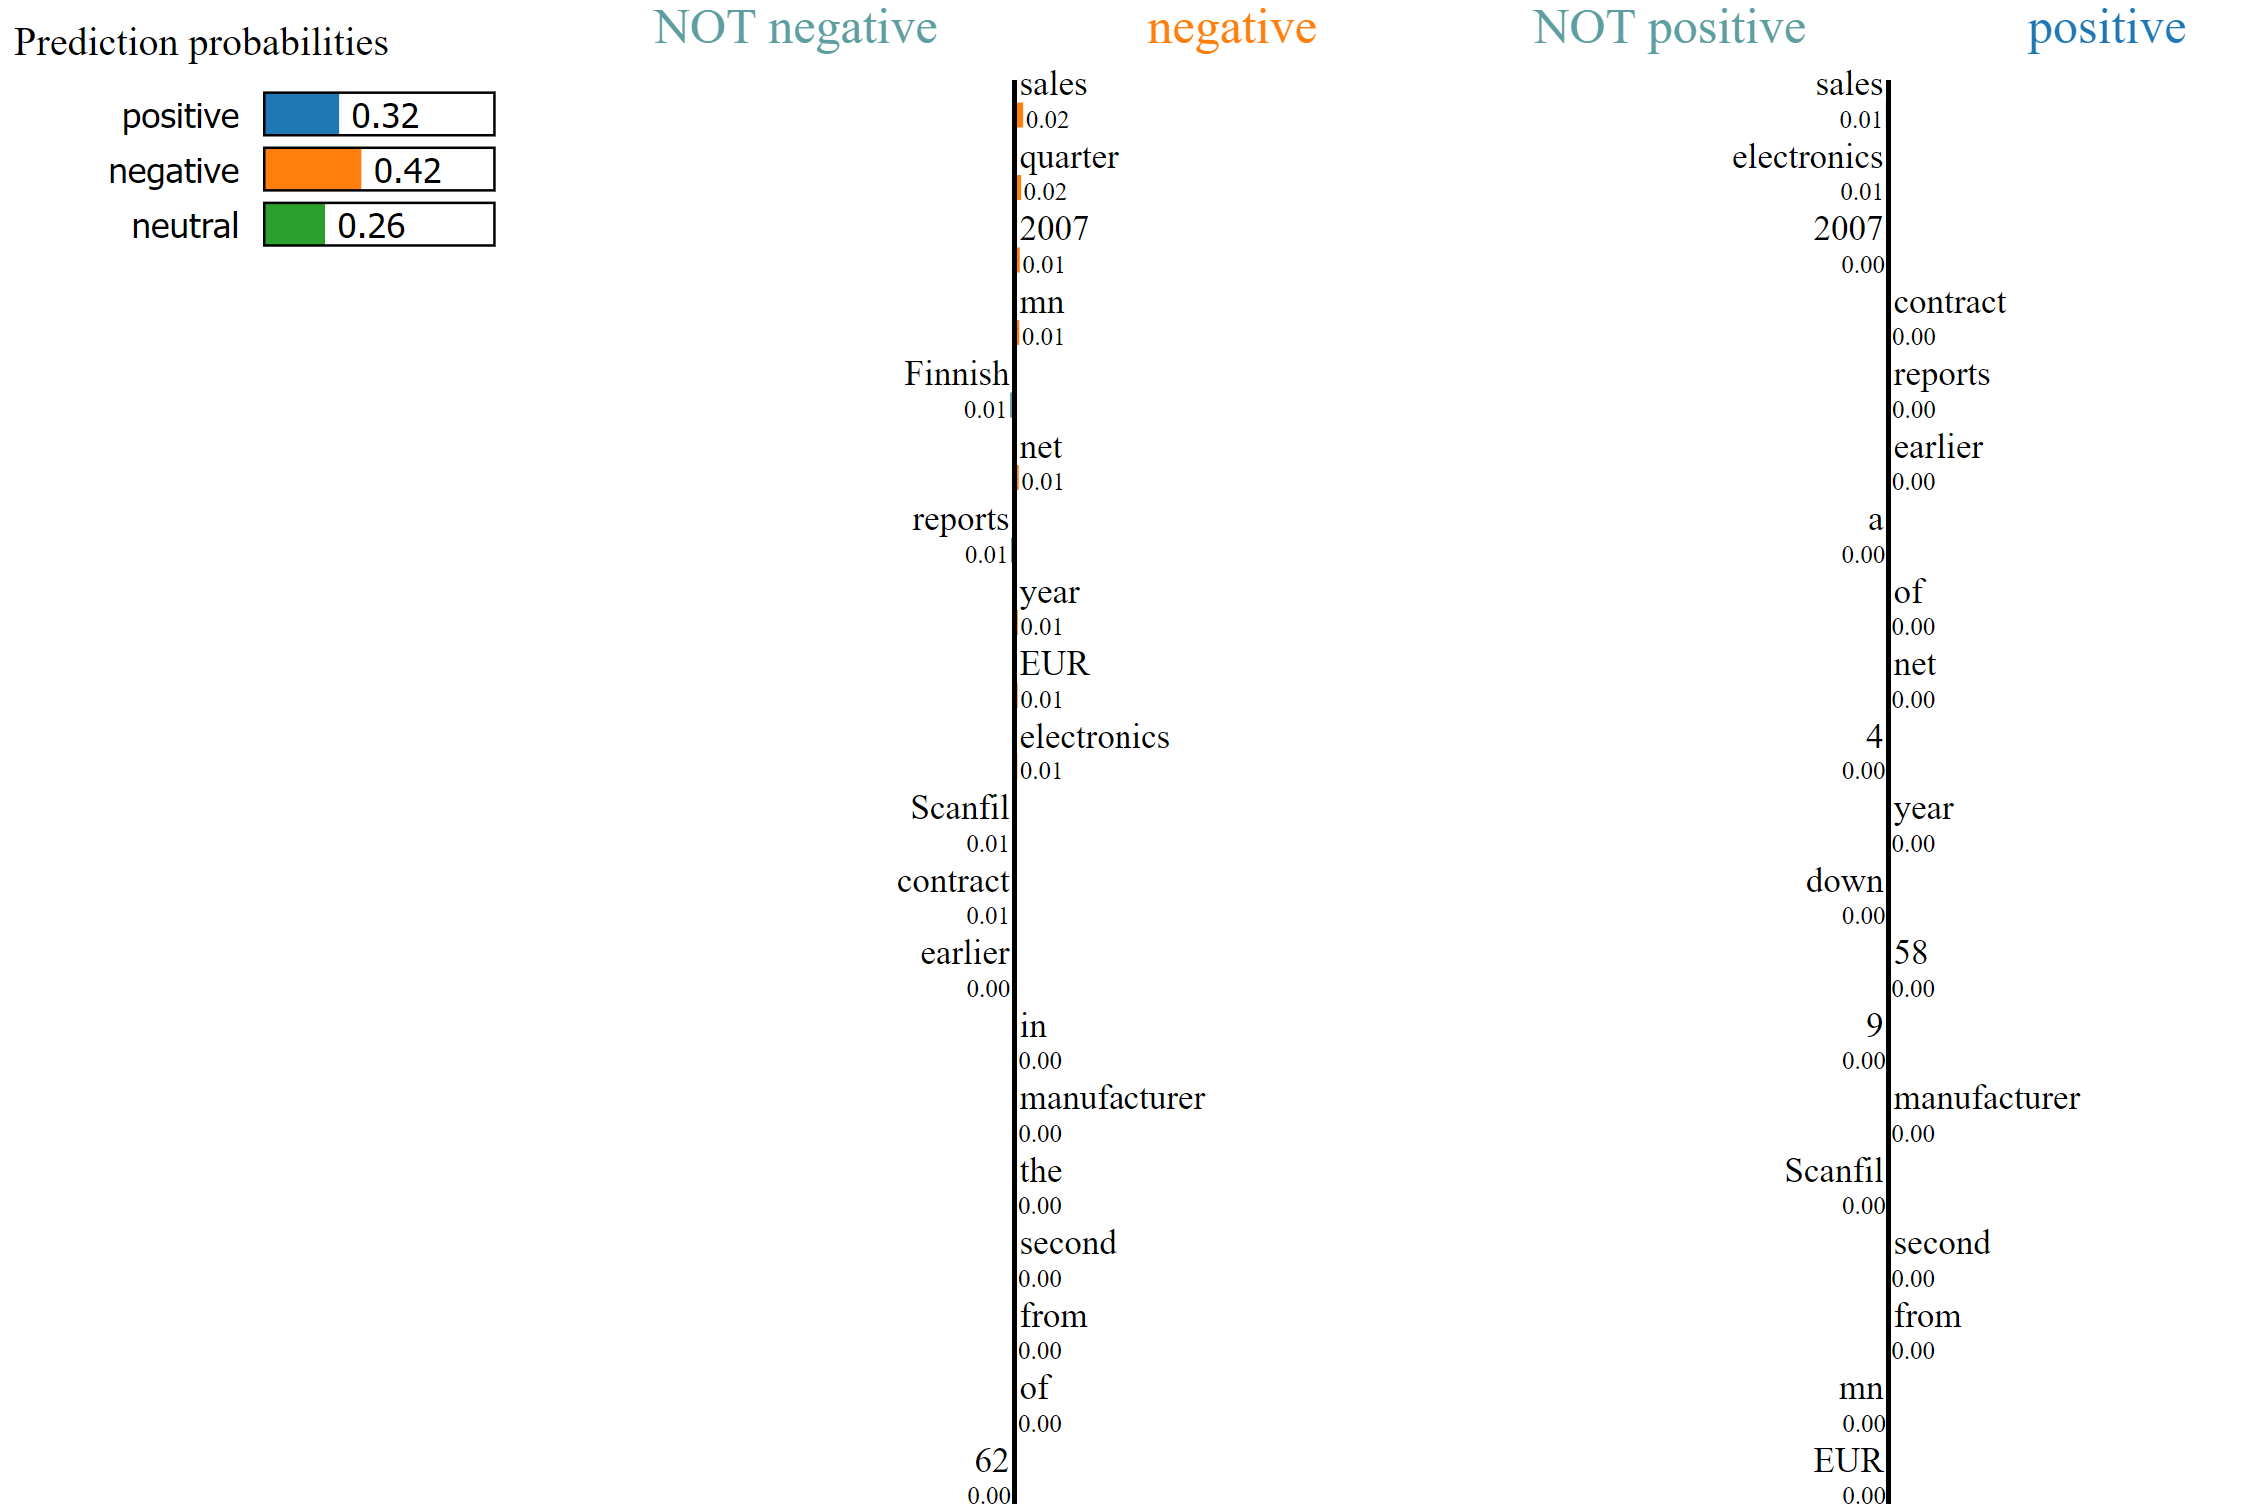 Prediction probabilities
positive 0.32
negative 0.42
neutral 0.26
NOT negative negative
sales
0.02
quarter
0.02
2007
0.01
mn
0.01
Finnish
0.01
net
0.01
reports
0.01
year
0.01
EUR
0.01
electronics
0.01
Scanfil
0.01
contract
0.01
earlier
0.00
in
0.00
manufacturer
0.00
the
0.00
second
0.00
from
0.00
of
0.00
62
0.00
NOT positive positive
sales
0.01
electronics
0.01
2007
0.00
contract
0.00
reports
0.00
earlier
0.00
a
0.00
of
0.00
net
0.00
4
0.00
year
0.00
down
0.00
58
0.00
9
0.00
manufacturer
0.00
Scanfil
0.00
second
0.00
from
0.00
mn
0.00
EUR
0.00